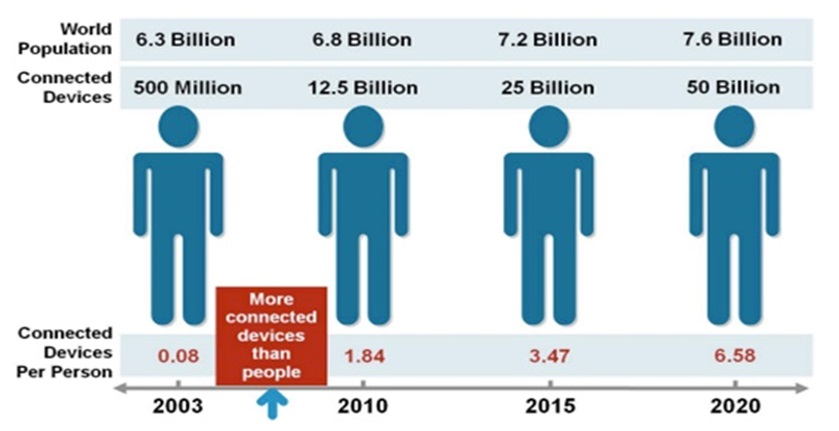 World
Population
6.3 Billion 6.8 Billion 7.2 Billion 7.6 Billion
Connected
Devices
500 Million 12.5 Billion 25 Billion 50 Billion
More
connected
devices
than
people
Connected
Devices
Per Person
0.08 1.84 3.47 6.58
2003 2010 2015 2020